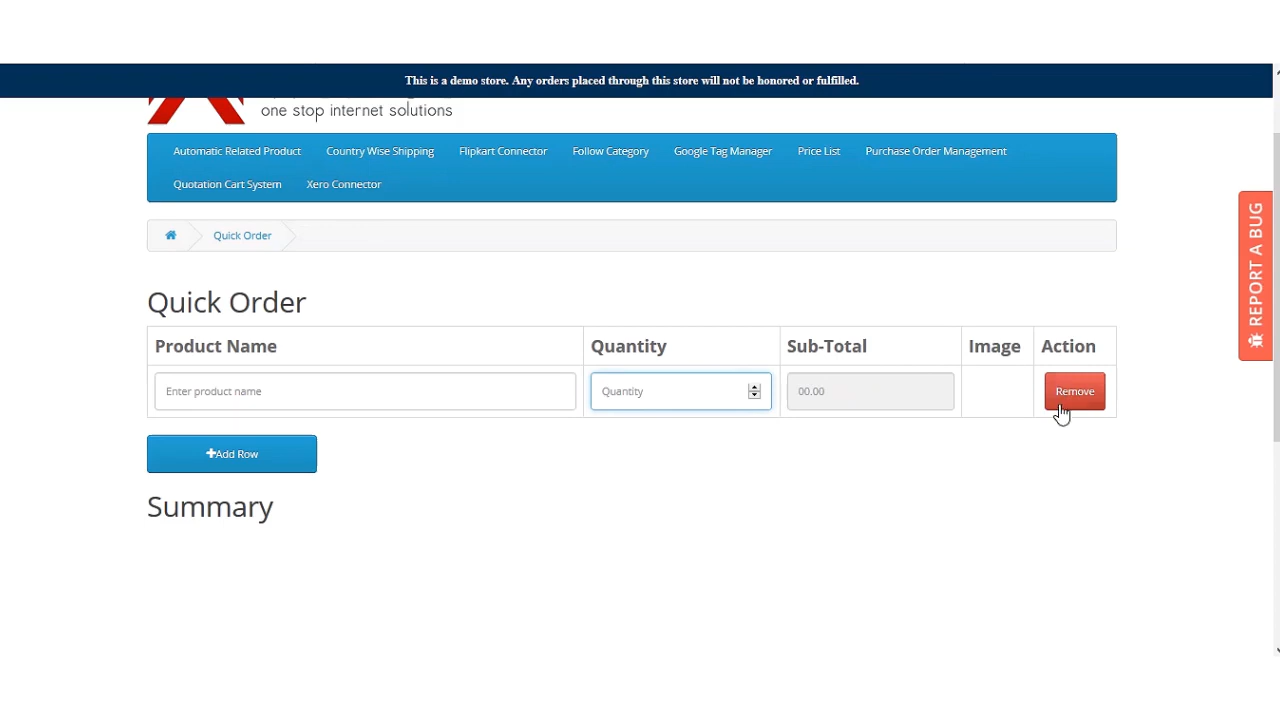 This is a demo store. Any orders placed through this store will not be honored or fulfilled.
one stop internet solutions
Automatic Related Product Country Wise Shipping Flipkart Connector Follow Category Google Tag Manager Price List Purchase Order Management
Quotation Cart System Xero Connector
Quick Order
REPORT A BUG
Quick Order
Product Name Quantity Sub-Total Image Action
Enter product name Quantity 00.00 Remove
Add Row
Summary